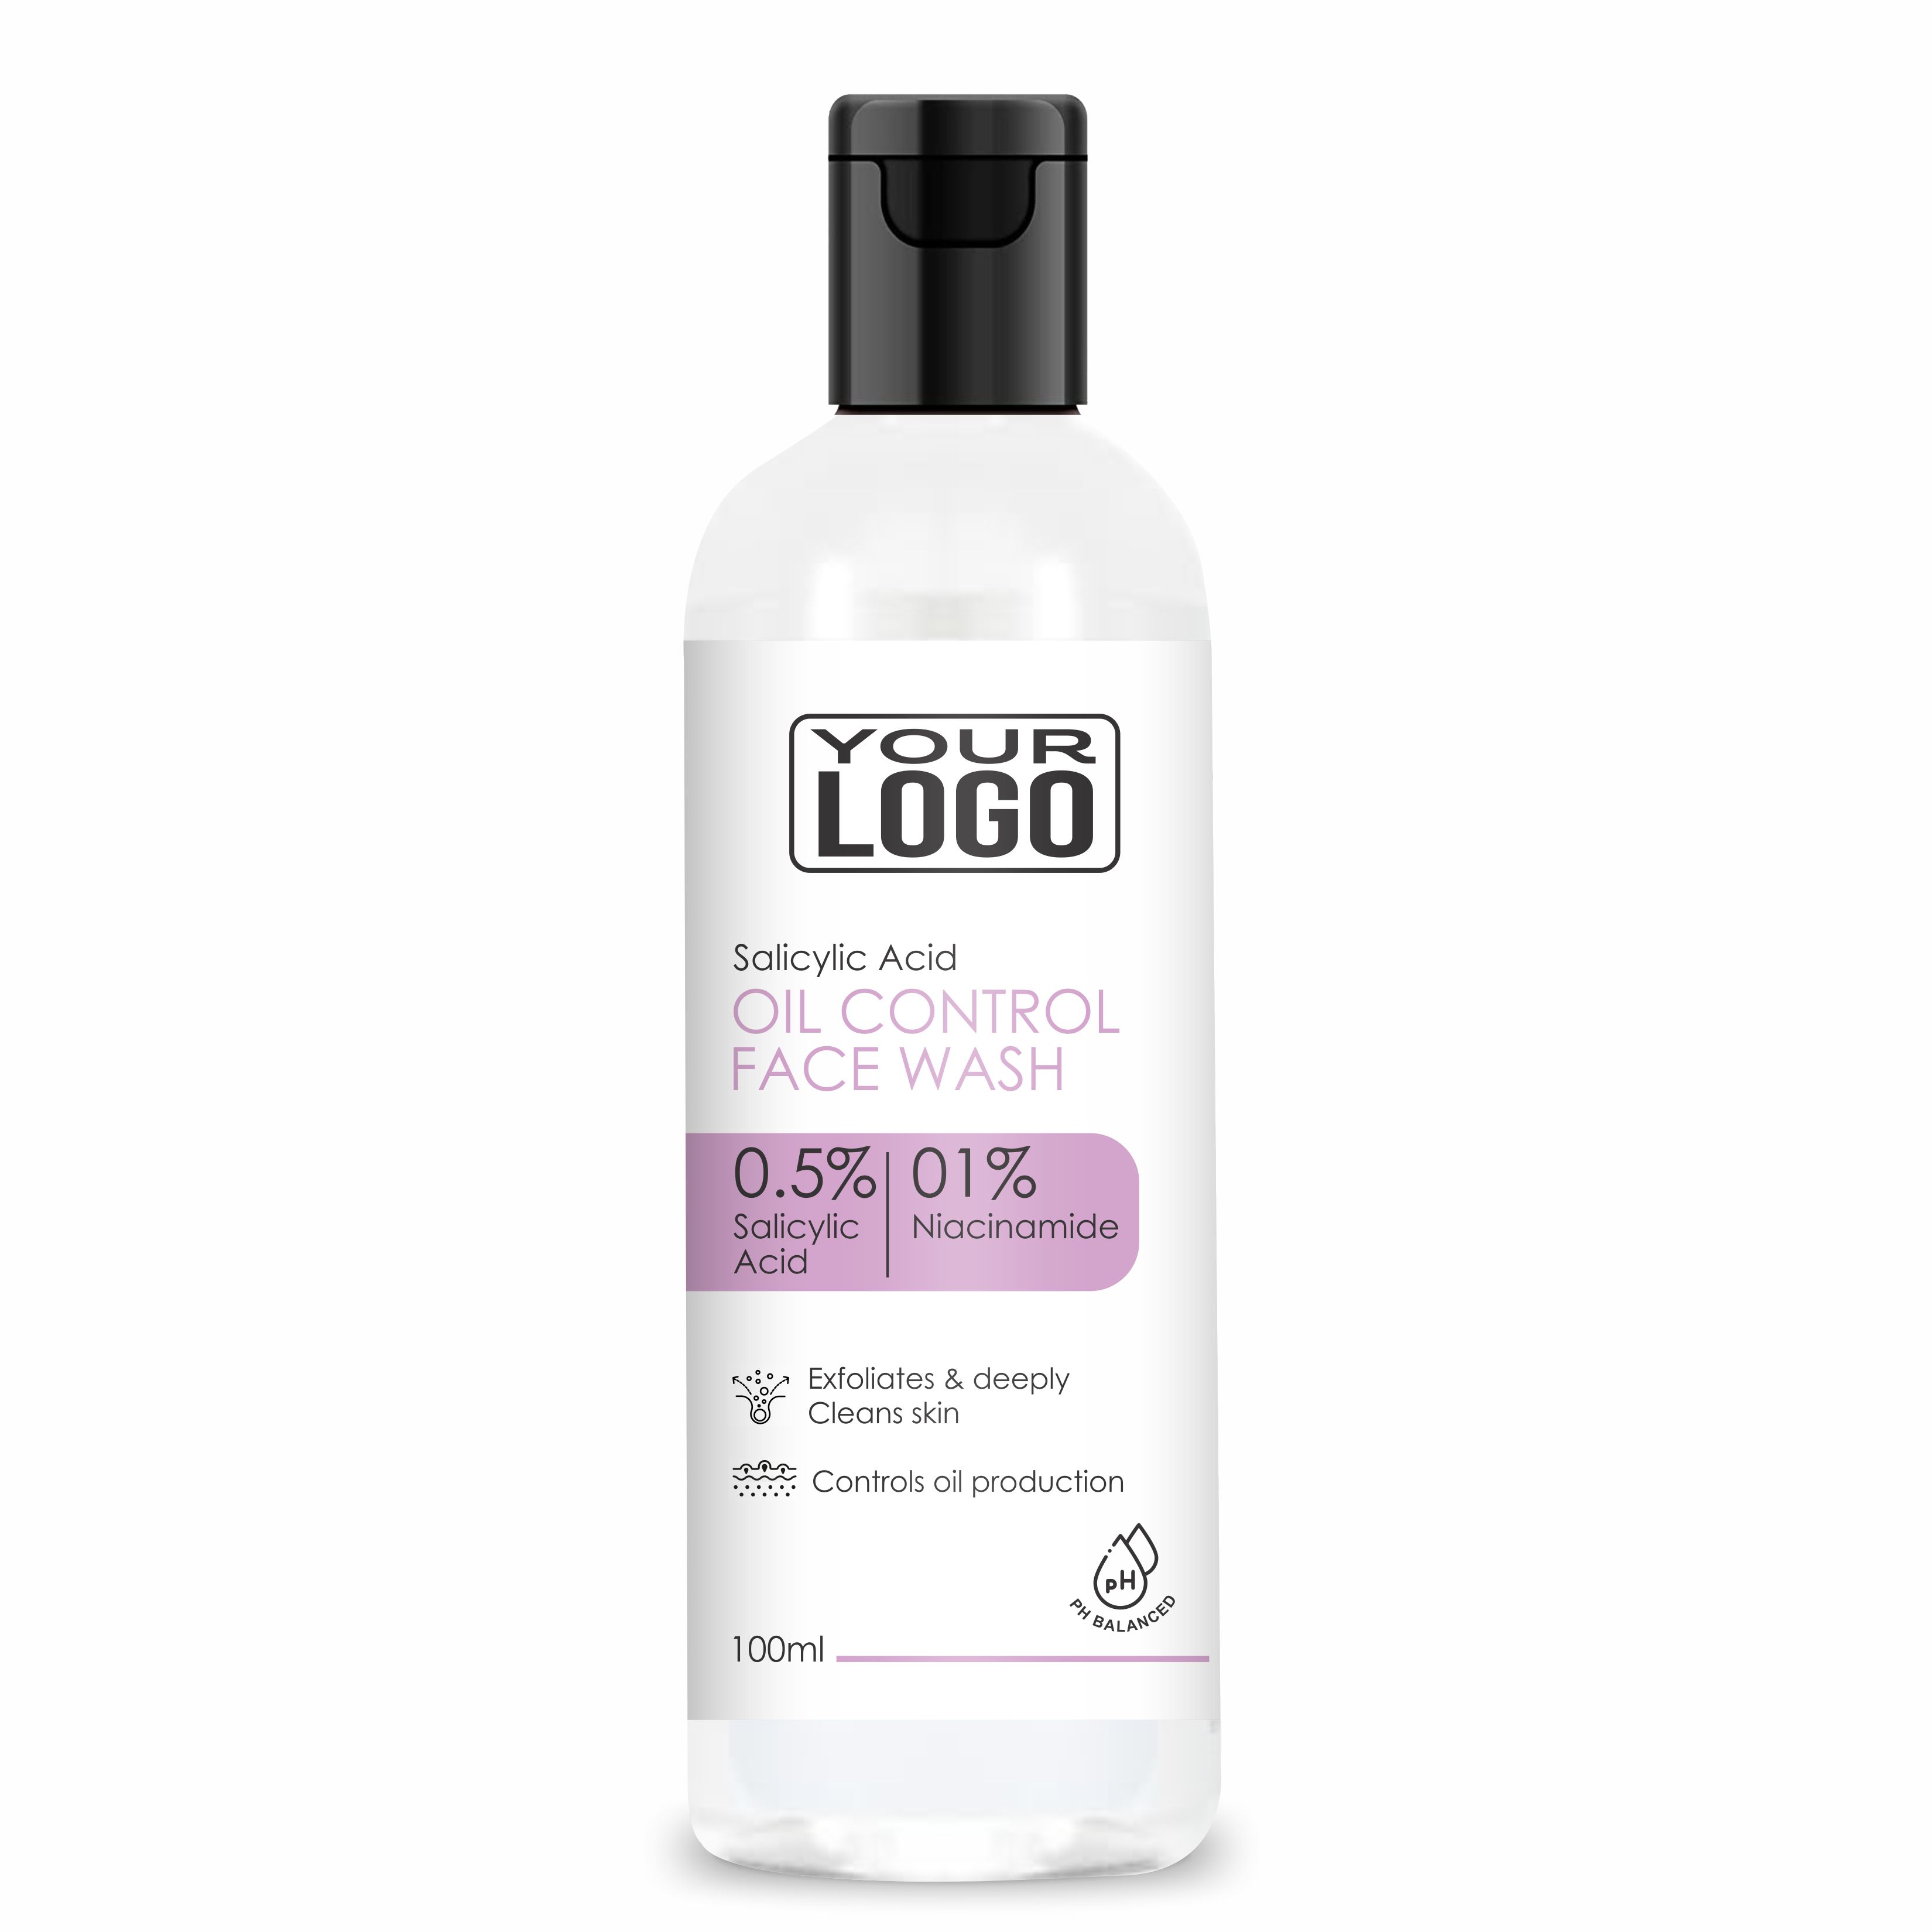 YOUR
LOGO
Salicylic Acid
OIL CONTROL
FACE WASH
0.5%
Salicylic
Acid
01%
Niacinamide
Exfoliates & deeply
Cleans skin
Controls oil production
pH
PH BALANCED
100ml